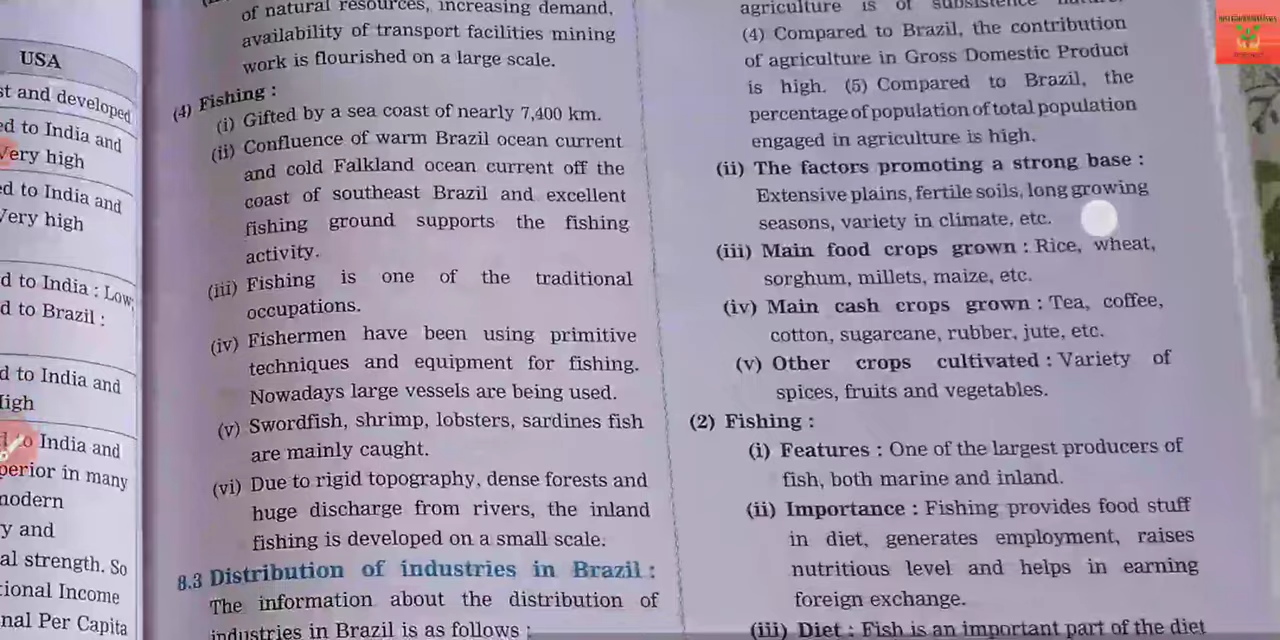 USA
st and developed
ed to India and
Very high
ed to India and
Very high
d to India : Low,
d to Brazil :
d to India and
High
d to India and
perior in many
modern
y and
al strength. So
tional Income
nal Per Capita
of natural resources, increasing demand,
availability of transport facilities mining
work is flourished on a large scale.
(4) Fishing :
(i) Gifted by a sea coast of nearly 7,400 km.
(ii) Confluence of warm Brazil ocean current
and cold Falkland ocean current off the
coast of southeast Brazil and excellent
fishing ground supports the fishing
activity.
(iii) Fishing is one of the traditional
occupations.
(iv) Fishermen have been using primitive
techniques and equipment for fishing.
Nowadays large vessels are being used.
(v) Swordfish, shrimp, lobsters, sardines fish
are mainly caught.
(vi) Due to rigid topography, dense forests and
huge discharge from rivers, the inland
fishing is developed on a small scale.
8.3 Distribution of industries in Brazil :
The information about the distribution of
industries in Brazil is as follows :
agriculture is of subsistence nature.
(4) Compared to Brazil, the contribution
of agriculture in Gross Domestic Product
is high. (5) Compared to Brazil, the
percentage of population of total population
engaged in agriculture is high.
(ii) The factors promoting a strong base :
Extensive plains, fertile soils, long growing
seasons, variety in climate, etc.
(iii) Main food crops grown : Rice, wheat,
sorghum, millets, maize, etc.
(iv) Main cash crops grown : Tea, coffee,
cotton, sugarcane, rubber, jute, etc.
(v) Other crops cultivated : Variety of
spices, fruits and vegetables.
(2) Fishing :
(i) Features : One of the largest producers of
fish, both marine and inland.
(ii) Importance : Fishing provides food stuff
in diet, generates employment, raises
nutritious level and helps in earning
foreign exchange.
(iii) Diet : Fish is an important part of the diet